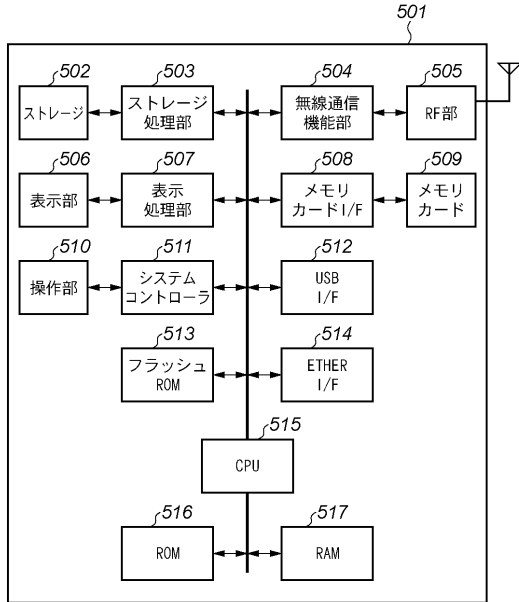 501
502
503
504
505
ストレージ
ストレージ
処理部
無線通信
機能部
RF部
506
507
508
509
表示部
表示
処理部
メモリ
カードI/F
メモリ
カード
510
511
512
操作部
システム
コントローラ
USB
I/F
513
514
フラッシュ
ROM
ETHER
I/F
515
CPU
516
517
ROM
RAM